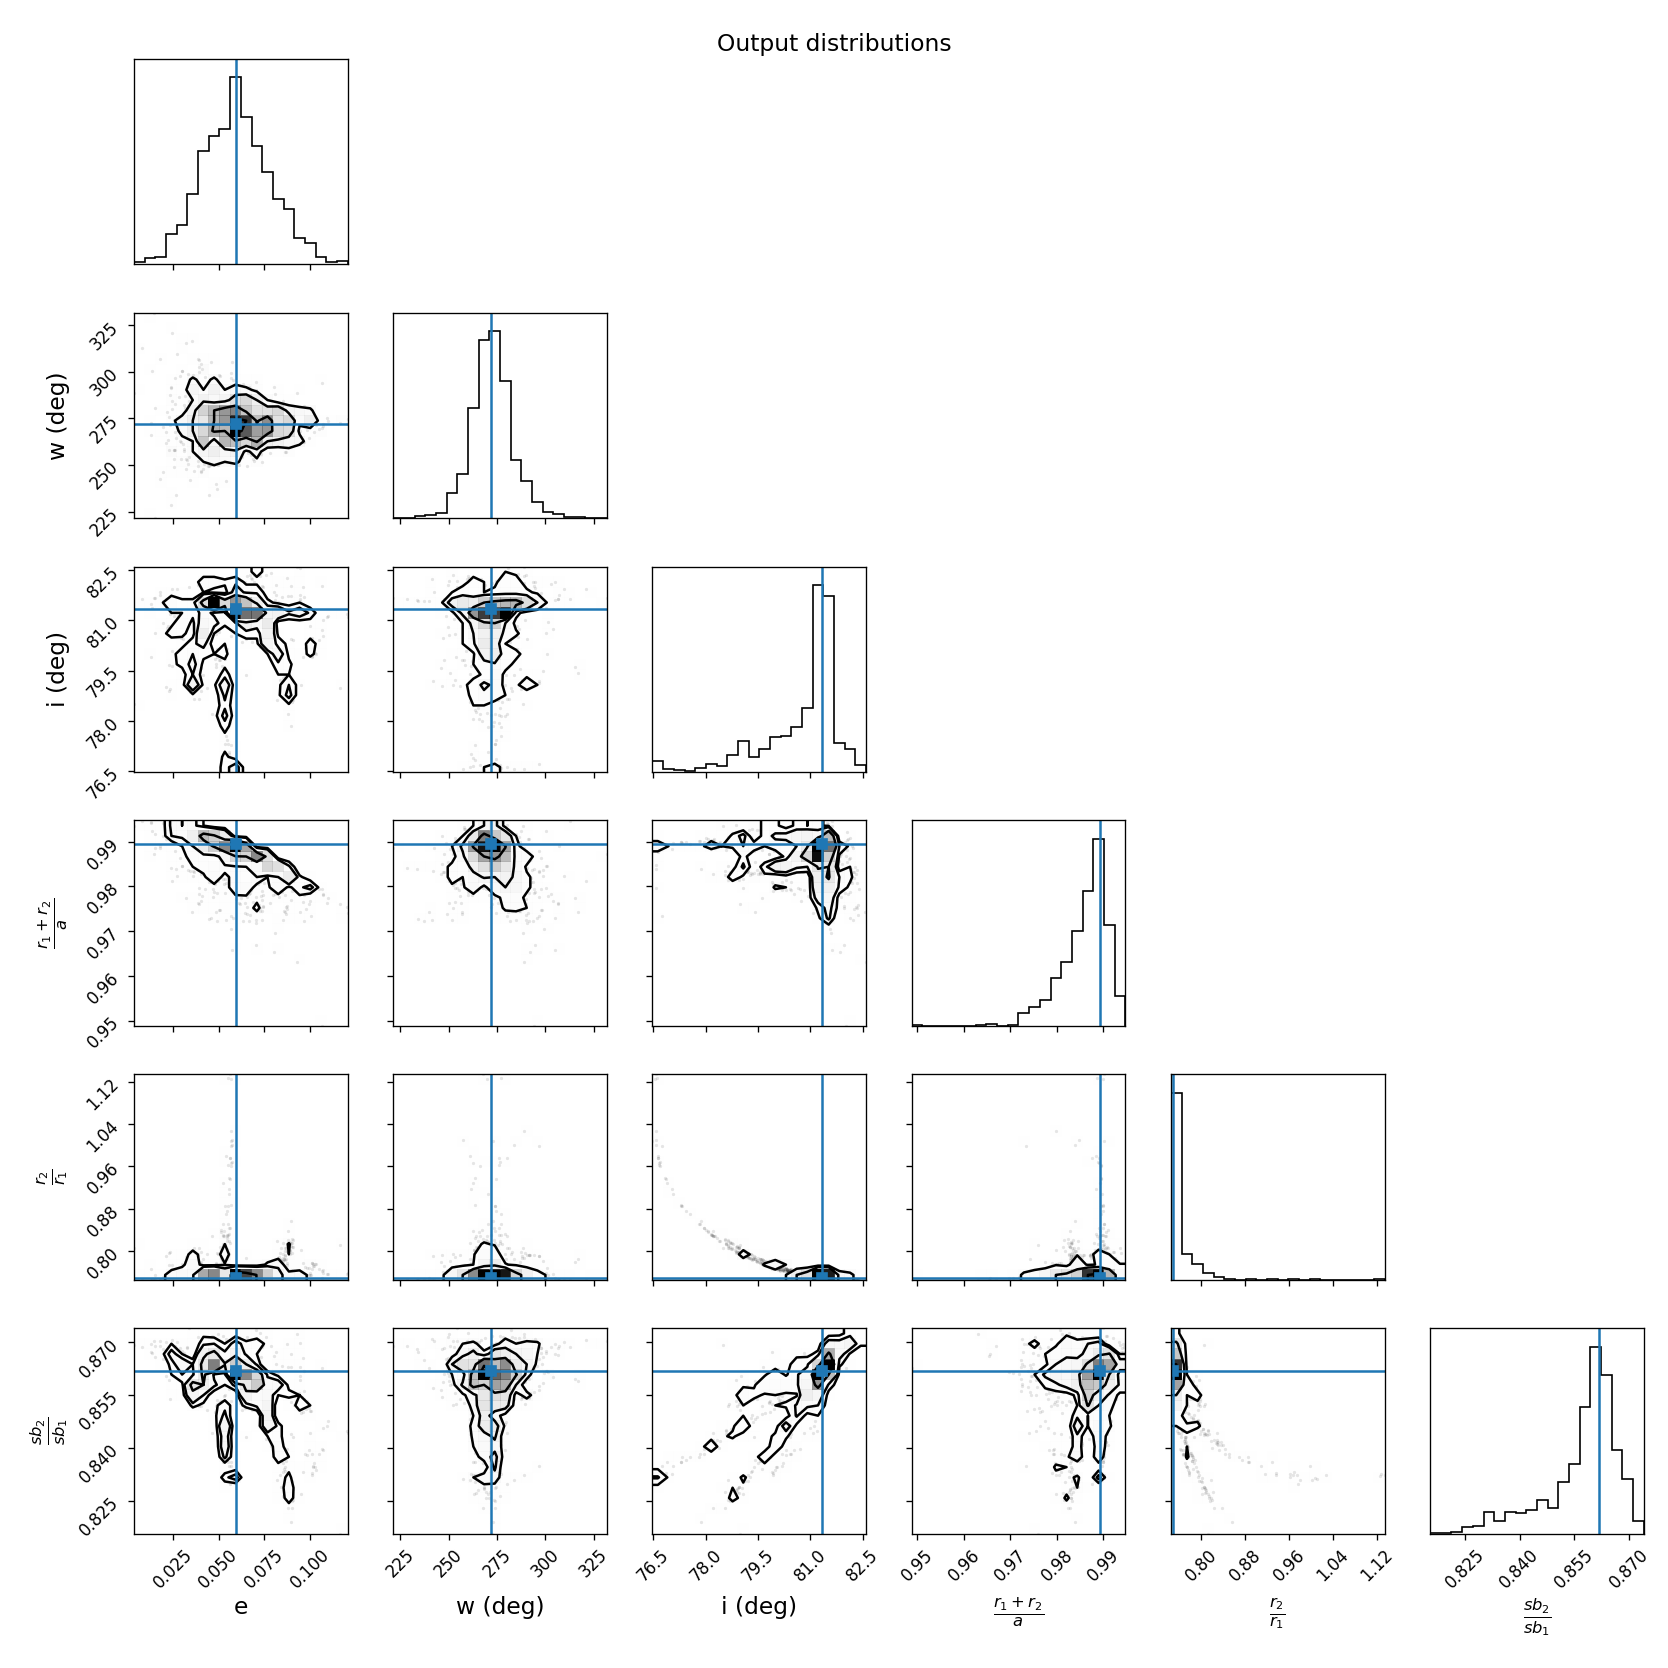 Output distributions
w (deg)
325
300
275
250
225
i (deg)
82.5
81.0
79.5
78.0
76.5
r₁ + r₂
a
0.99
0.98
0.97
0.96
0.95
r₂
r₁
1.12
1.04
0.96
0.88
0.80
sb₂
sb₁
0.870
0.855
0.840
0.825
0.025 0.050 0.075 0.100 225 250 275 300 325 76.5 78.0 79.5 81.0 82.5 0.95 0.96 0.97 0.98 0.99 0.80 0.88 0.96 1.04 1.12 0.825 0.840 0.855 0.870
e w (deg) i (deg) r₁ + r₂ / a r₂ / r₁ sb₂ / sb₁